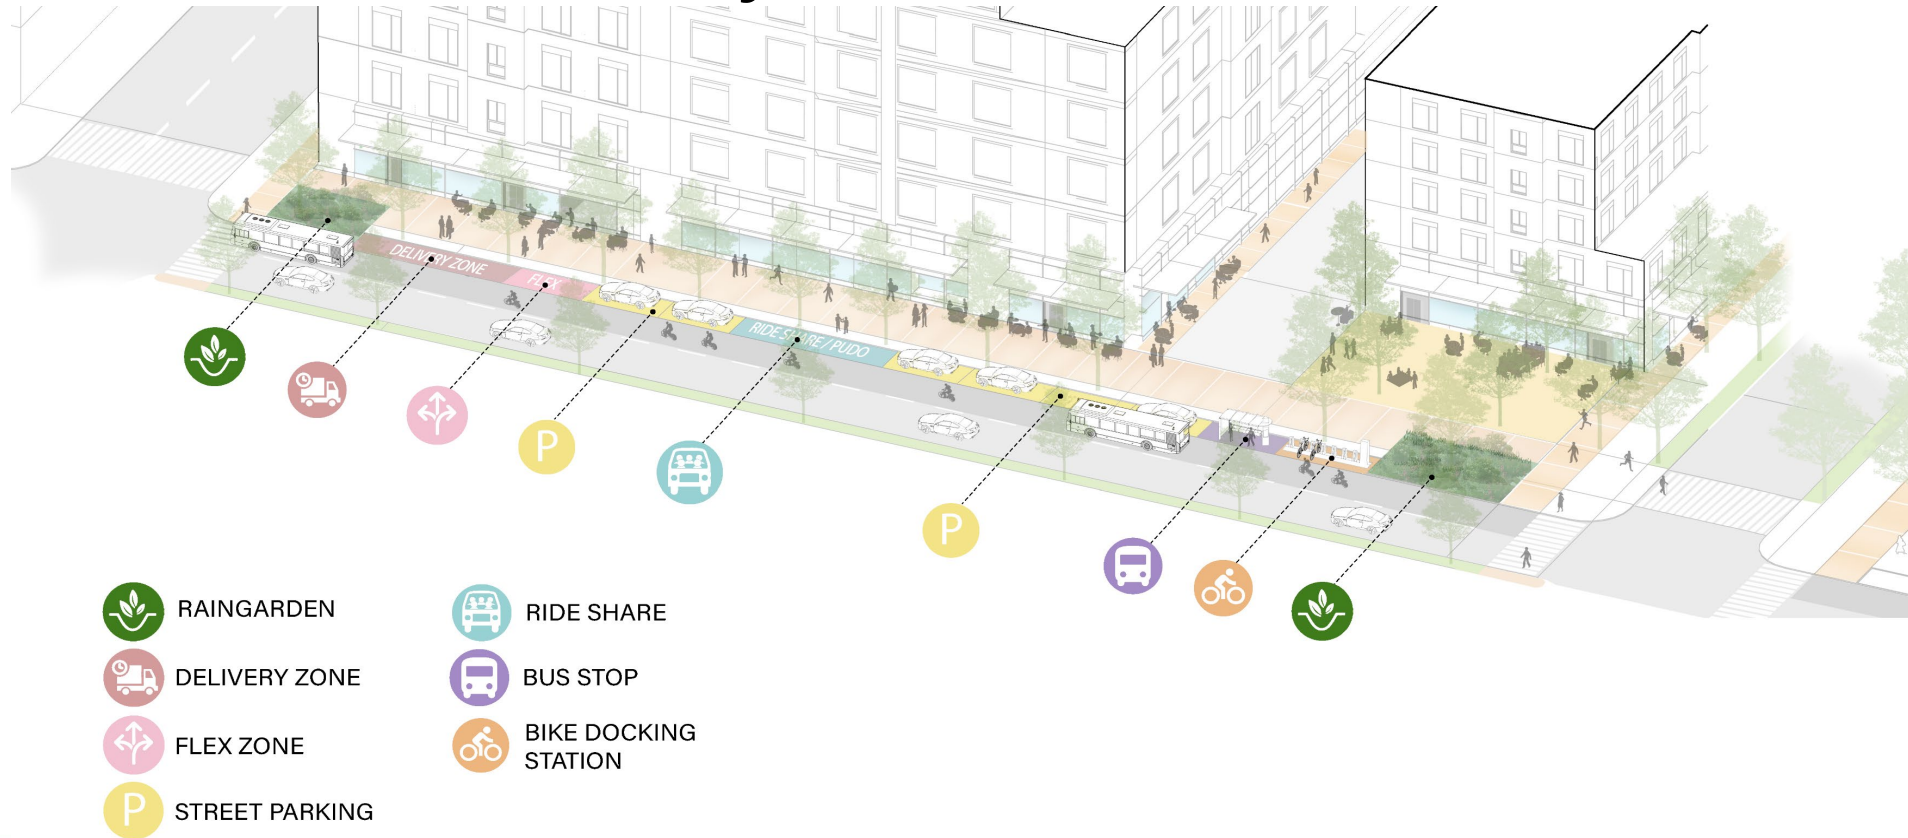 DELIVERY ZONE
FLEX
RIDE SHARE / PUDO
P
P
RAINGARDEN
DELIVERY ZONE
FLEX ZONE
P
STREET PARKING
RIDE SHARE
BUS STOP
BIKE DOCKING
STATION